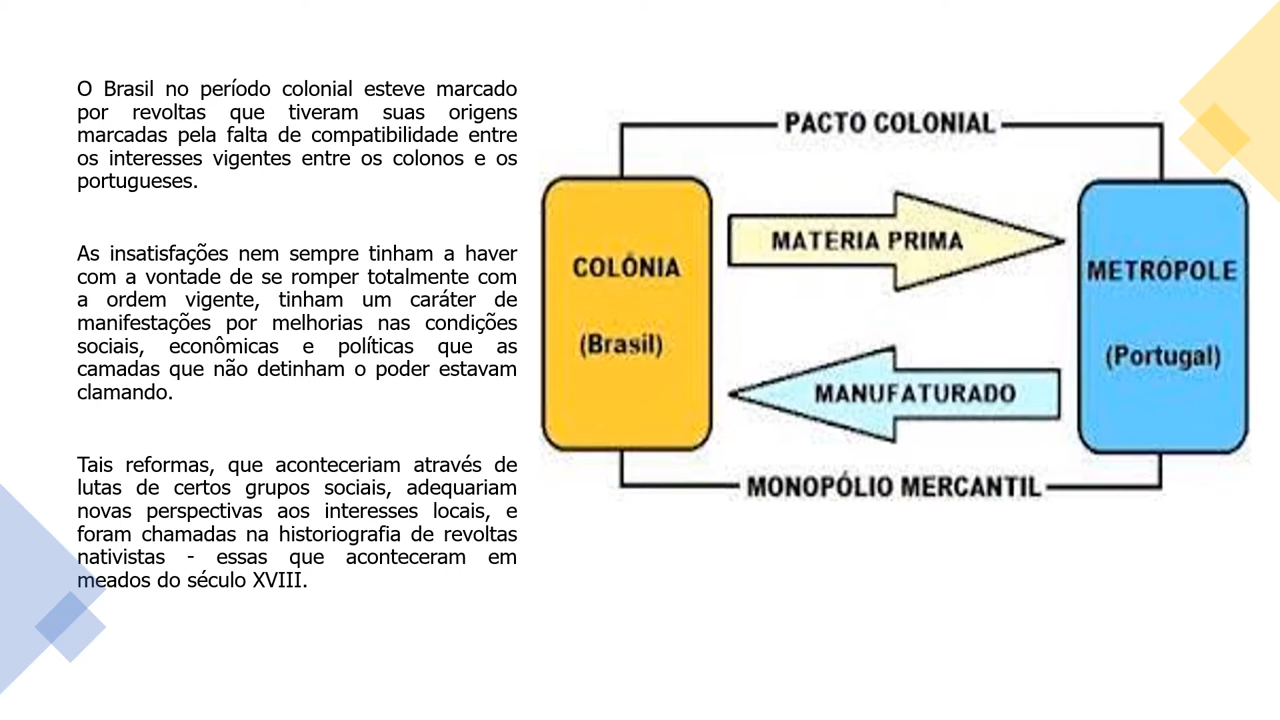 O Brasil no período colonial esteve marcado
por revoltas que tiveram suas origens
marcadas pela falta de compatibilidade entre
os interesses vigentes entre os colonos e os
portugueses.
As insatisfações nem sempre tinham a haver
com a vontade de se romper totalmente com
a ordem vigente, tinham um caráter de
manifestações por melhorias nas condições
sociais, econômicas e políticas que as
camadas que não detinham o poder estavam
clamando.
Tais reformas, que aconteceriam através de
lutas de certos grupos sociais, adequariam
novas perspectivas aos interesses locais, e
foram chamadas na historiografia de revoltas
nativistas - essas que aconteceram em
meados do século XVIII.
PACTO COLONIAL
COLÔNIA
(Brasil)
MATERIA PRIMA
MANUFATURADO
METRÓPOLE
(Portugal)
MONOPÓLIO MERCANTIL